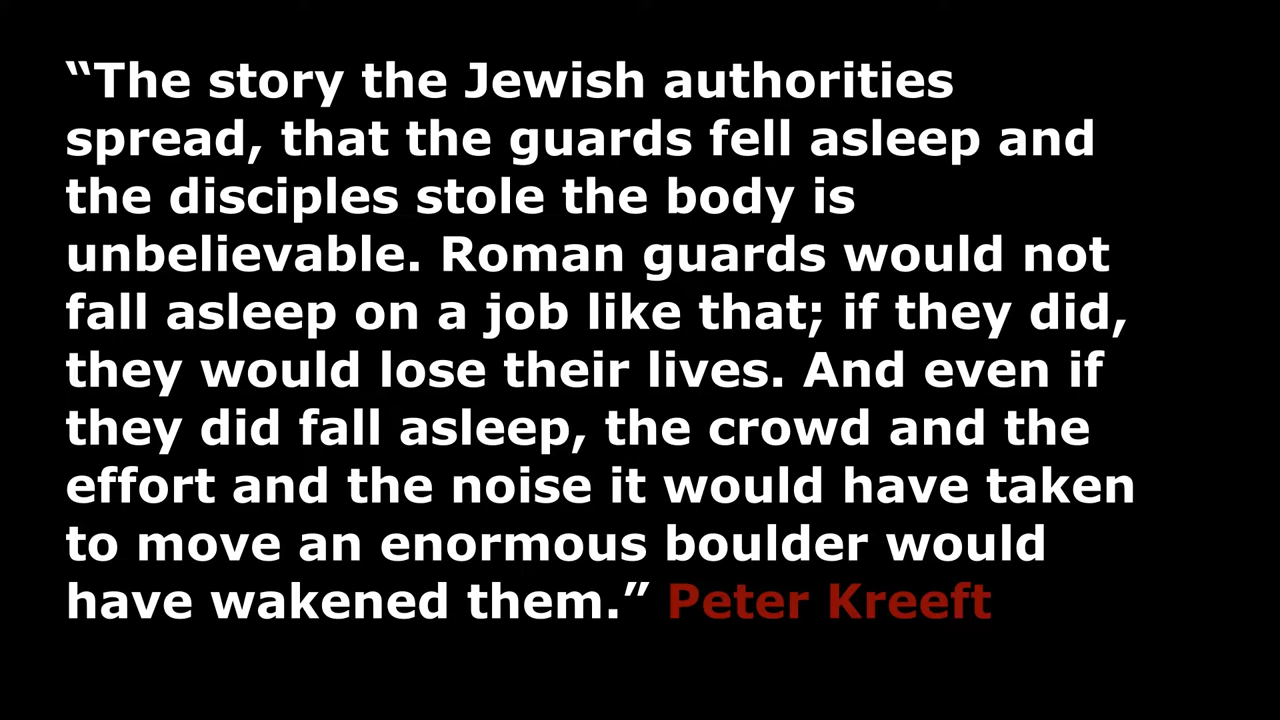 “The story the Jewish authorities
spread, that the guards fell asleep and
the disciples stole the body is
unbelievable. Roman guards would not
fall asleep on a job like that; if they did,
they would lose their lives. And even if
they did fall asleep, the crowd and the
effort and the noise it would have taken
to move an enormous boulder would
have wakened them.” Peter Kreeft